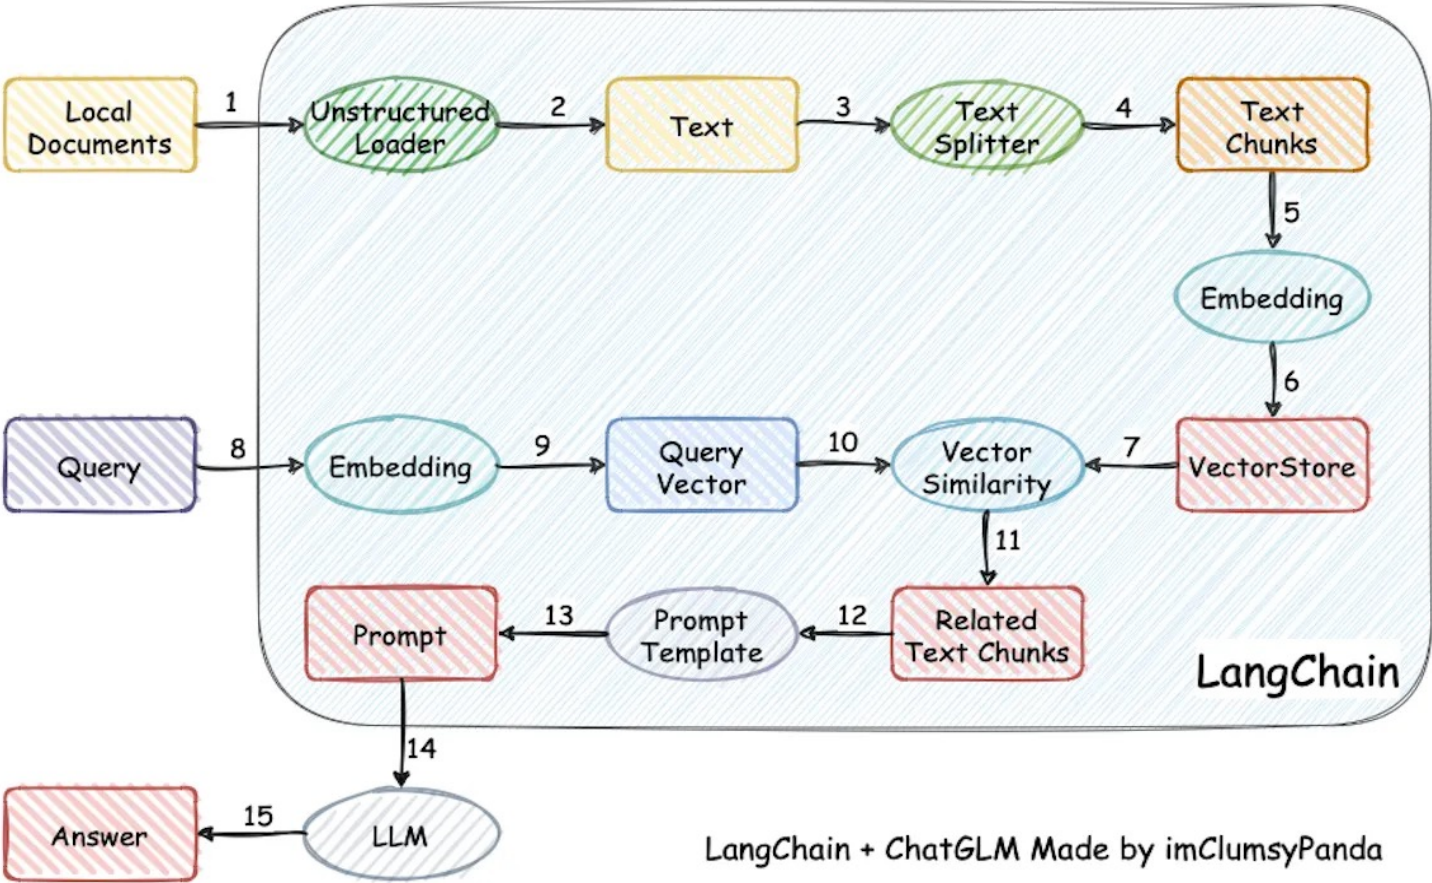 Local
Documents
1
Unstructured
Loader
2
Text
3
Text
Splitter
4
Text
Chunks
5
Embedding
6
Query
8
Embedding
9
Query
Vector
10
Vector
Similarity
7
VectorStore
11
Prompt
13
Prompt
Template
12
Related
Text Chunks
LangChain
14
Answer
15
LLM
LangChain + ChatGLM Made by imClumsyPanda